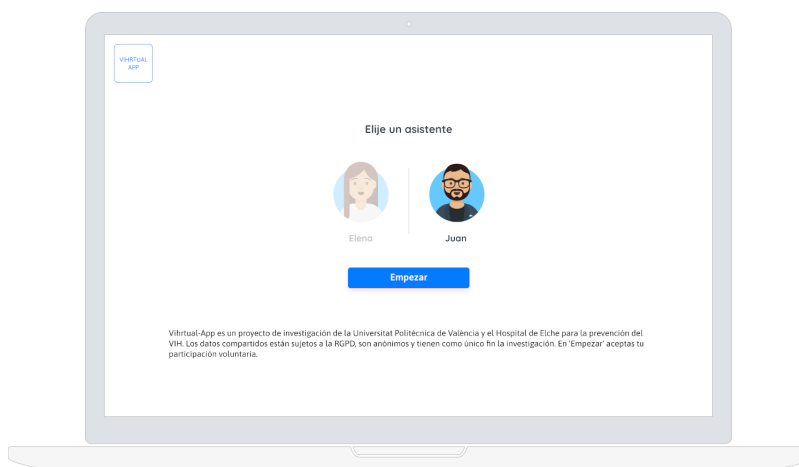 VIHRTUAL
APP
Elije un asistente
Elena
Juan
Empezar
Vihrtual-App es un proyecto de investigación de la Universitat Politècnica de València y el Hospital de Elche para la prevención del
VIH. Los datos compartidos están sujetos a la RGPD, son anónimos y tienen como único fin la investigación. En 'Empezar' aceptas tu
participación voluntaria.